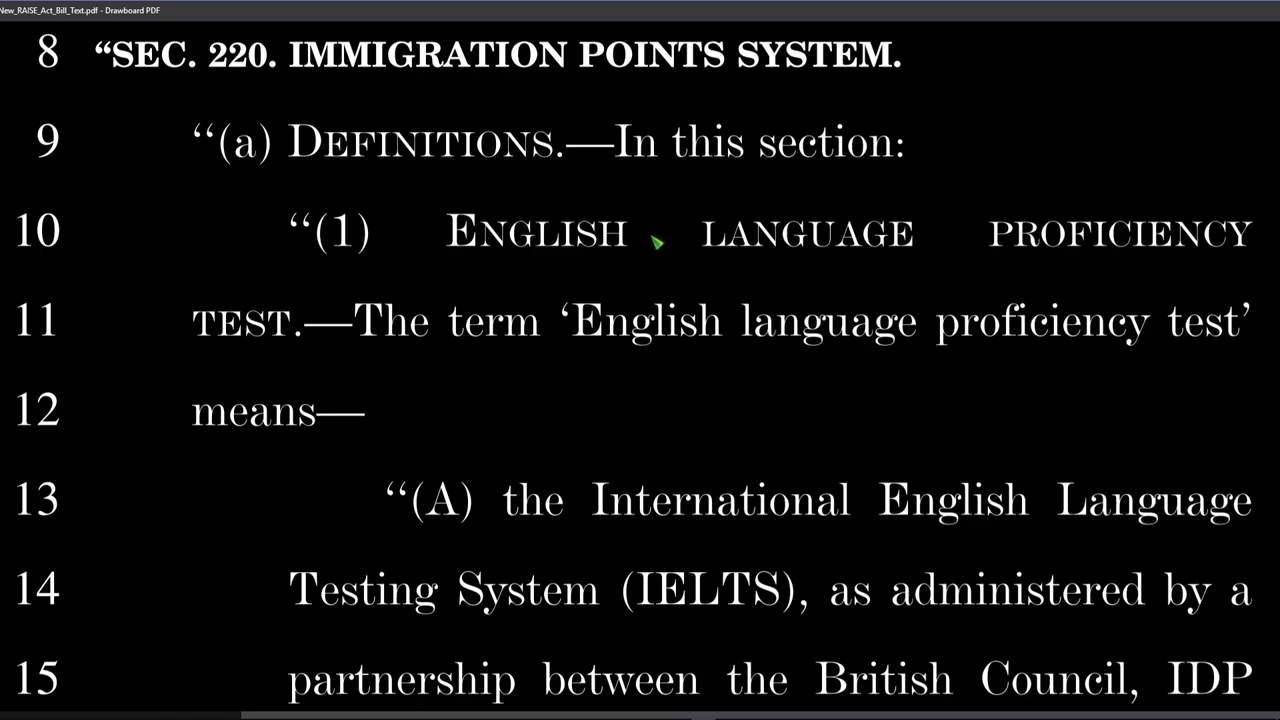 New_RAISE_Act_Bill_Text.pdf - Drawboard PDF
8 “SEC. 220. IMMIGRATION POINTS SYSTEM.
9 ‘‘(a) DEFINITIONS.—In this section:
10 ‘‘(1) ENGLISH LANGUAGE PROFICIENCY
11 TEST.—The term ‘English language proficiency test’
12 means—
13 ‘‘(A) the International English Language
14 Testing System (IELTS), as administered by a
15 partnership between the British Council, IDP